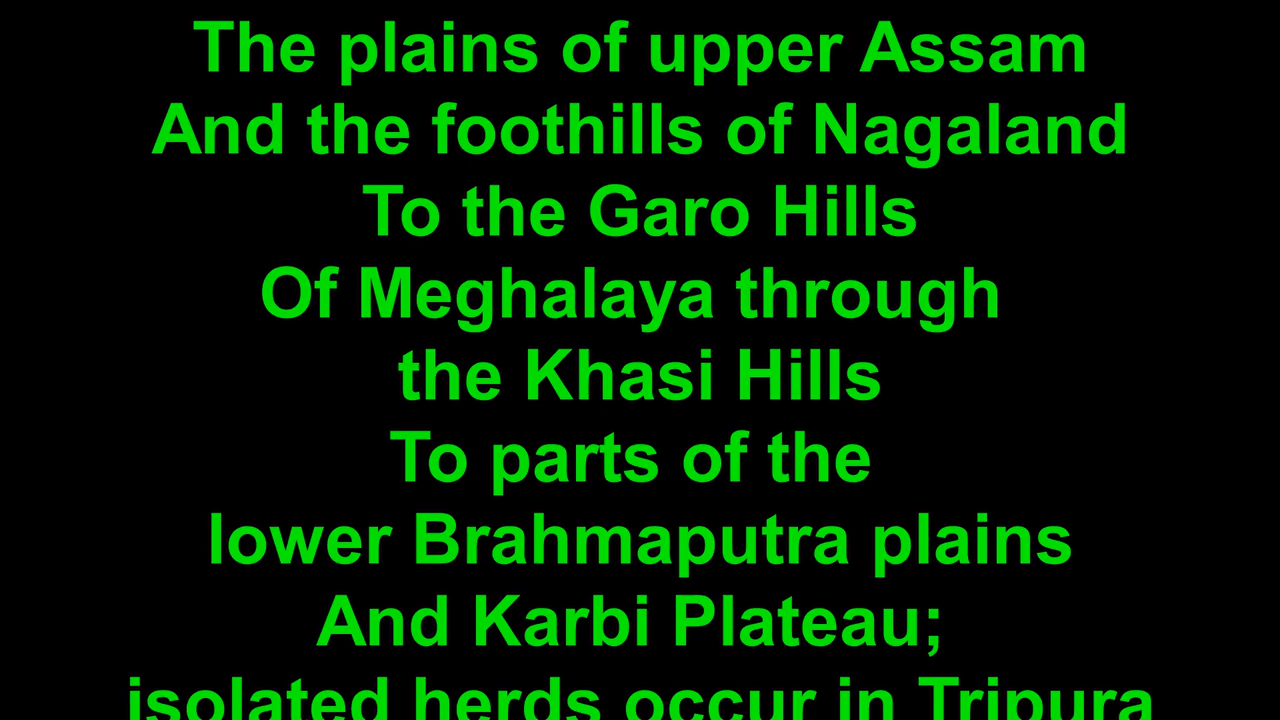 The plains of upper Assam
And the foothills of Nagaland
To the Garo Hills
Of Meghalaya through
the Khasi Hills
To parts of the
lower Brahmaputra plains
And Karbi Plateau;
isolated herds occur in Tripura